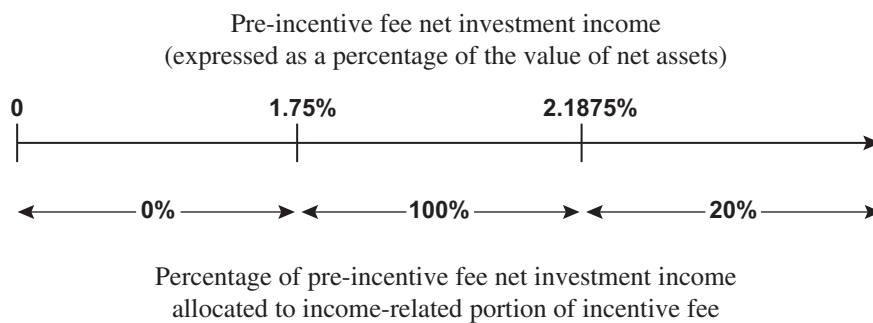 Pre-incentive fee net investment income
(expressed as a percentage of the value of net assets)
0 1.75% 2.1875%
0% 100% 20%
Percentage of pre-incentive fee net investment income
allocated to income-related portion of incentive fee